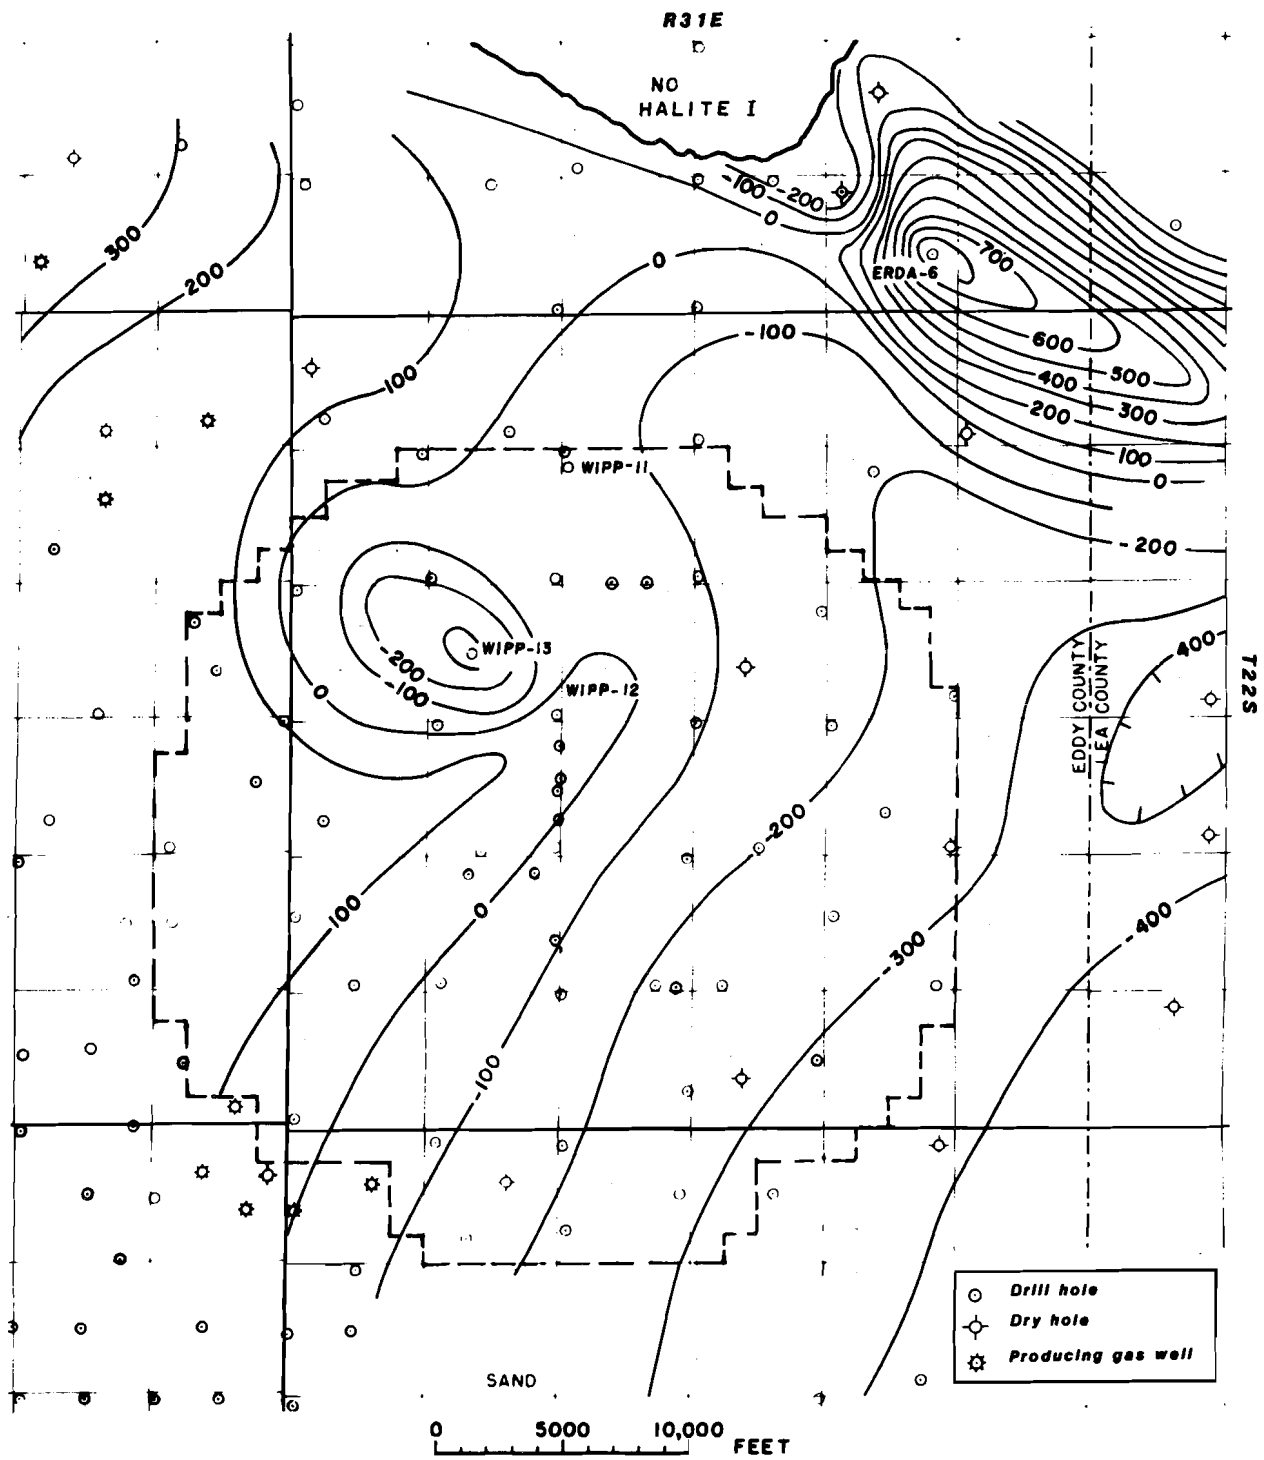 R31E
NO
HALITE I
300
200
-100
-200
0
0
700
ERDA-6
-100
600
500
400
300
200
100
0
100
WIPP-11
-200
400
WIPP-13
-200
-100
0
WIPP-12
EDDY COUNTY
LEA COUNTY
T22S
-200
100
0
-300
-400
-100
Drill hole
Dry hole
Producing gas well
SAND
0 5000 10,000
FEET